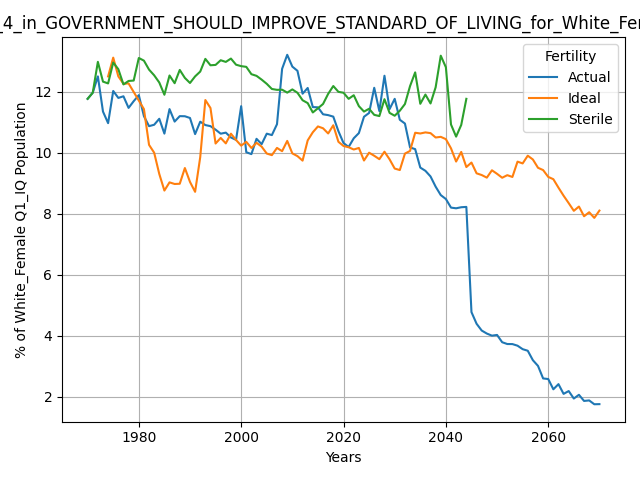 _4_in_GOVERNMENT_SHOULD_IMPROVE_STANDARD_OF_LIVING_for_White_Fem
Fertility
Actual
Ideal
Sterile
% of White_Female Q1_IQ Population
12
10
8
6
4
2
1980 2000 2020 2040 2060
Years